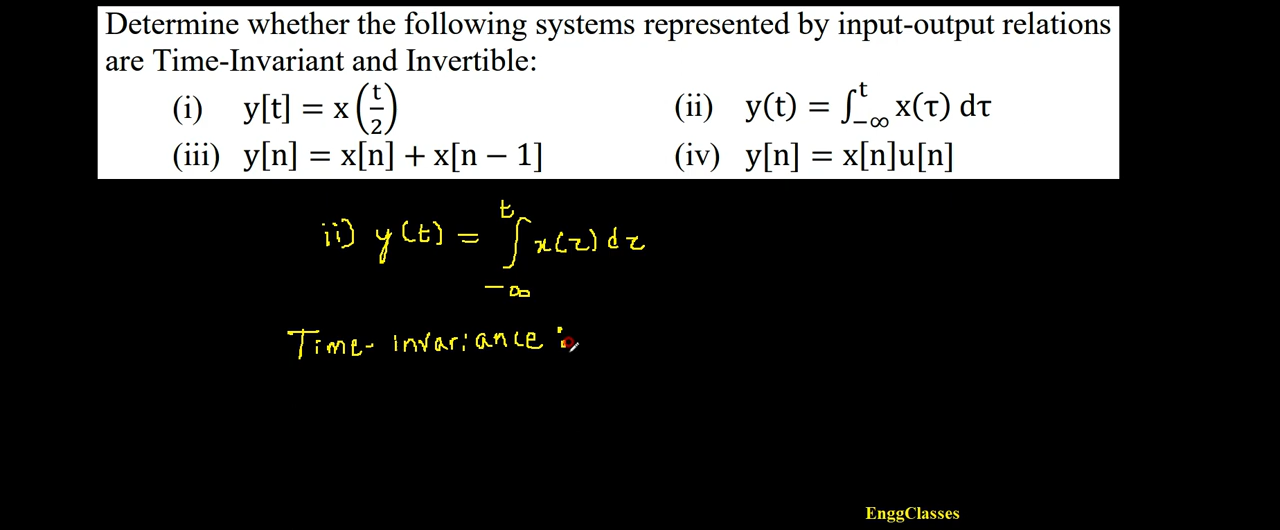 Determine whether the following systems represented by input-output relations
are Time-Invariant and Invertible:
(i) y[t] = x(t/2) (ii) y(t) = ∫_{−∞}^{t} x(τ) dτ
(iii) y[n] = x[n] + x[n − 1] (iv) y[n] = x[n]u[n]
ii) y(t) = ∫_{−∞}^{t} x(τ) dτ
Time-invariance :
EnggClasses